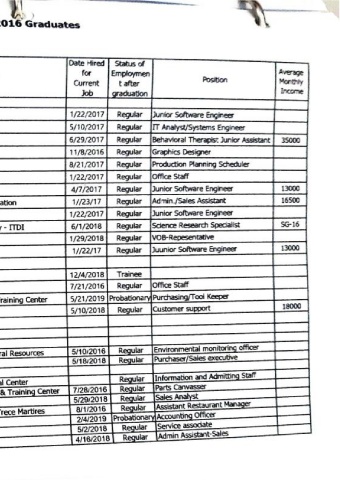 2016 Graduates
Date Hired for Current Job Status of Employmen t after graduation Position Average Monthly Income
1/22/2017 Regular Junior Software Engineer
5/10/2017 Regular IT Analyst/Systems Engineer
6/29/2017 Regular Behavioral Therapist Junior Assistant 35000
11/8/2016 Regular Graphics Designer
8/21/2017 Regular Production Planning Scheduler
1/22/2017 Regular Office Staff
4/7/2017 Regular Junior Software Engineer 13000
ation 1//23/17 Regular Admin./Sales Assistant 16500
1/22/2017 Regular Junior Software Engineer
- ITDI 6/1/2018 Regular Science Research Specialist SG-16
1/29/2018 Regular VOB-Repesentative
1//22/17 Regular Juunior Software Engineer 13000
12/4/2018 Trainee
7/21/2016 Regular Office Staff
raining Center 5/21/2019 Probationary Purchasing/Tool Keeper
5/10/2018 Regular Customer support 18000
ral Resources 5/10/2016 Regular Environmental monitoring officer
5/18/2018 Regular Purchaser/Sales executive
al Center Regular Information and Admitting Staff
& Training Center 7/28/2016 Regular Parts Canvasser
5/29/2018 Regular Sales Analyst
Trece Martires 8/1/2016 Regular Assistant Restaurant Manager
2/4/2019 Probationary Accounting Officer
5/2/2018 Regular Service associate
4/16/2018 Regular Admin Assistant-Sales